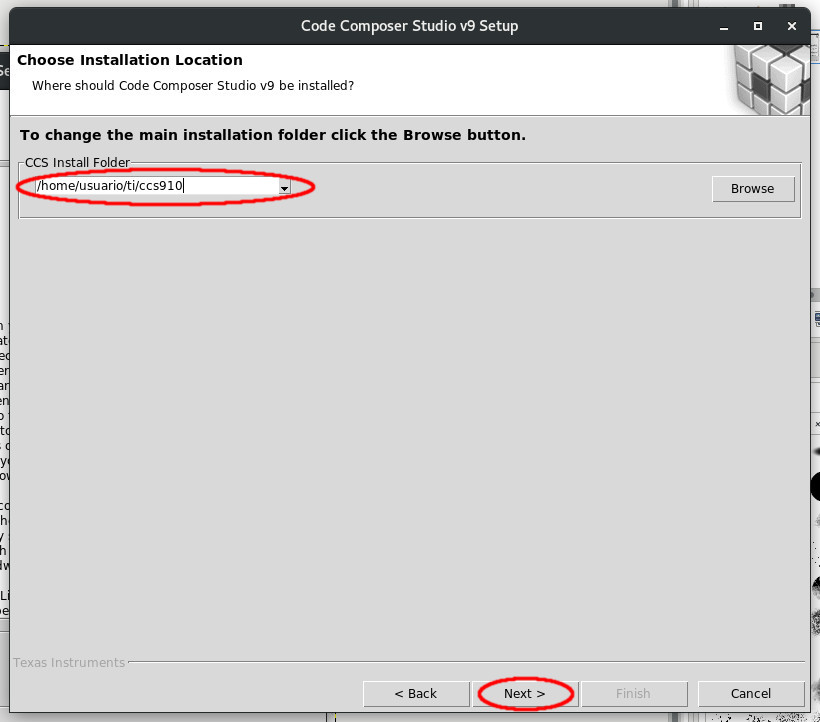 Code Composer Studio v9 Setup
Choose Installation Location
Where should Code Composer Studio v9 be installed?
To change the main installation folder click the Browse button.
CCS Install Folder
/home/usuario/ti/ccs910
Browse
Texas Instruments
< Back
Next >
Finish
Cancel